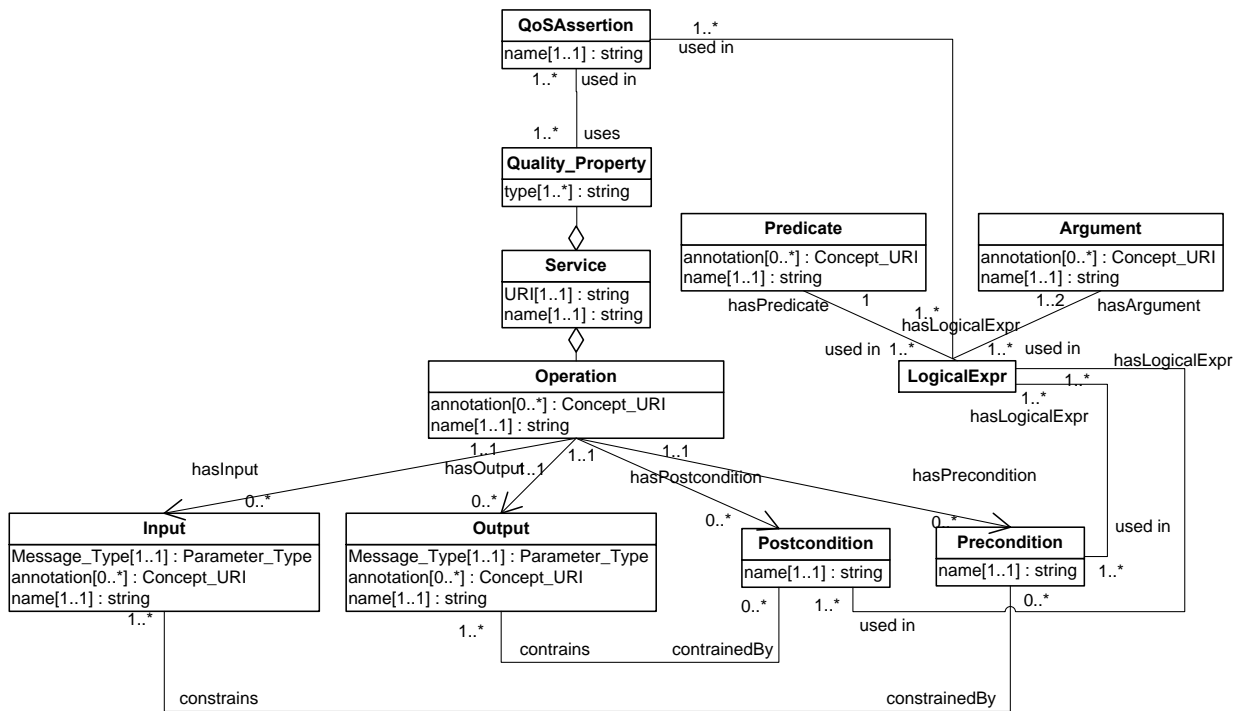 QoSAssertion
name[1..1] : string
1..*
used in
1..*
used in
1..*
uses
Quality_Property
type[1..*] : string
Service
URI[1..1] : string
name[1..1] : string
Predicate
annotation[0..*] : Concept_URI
name[1..1] : string
Argument
annotation[0..*] : Concept_URI
name[1..1] : string
hasPredicate
1
1..2
hasArgument
1..*
hasLogicalExpr
used in
1..*
1..*
used in
LogicalExpr
hasLogicalExpr
1..*
1..*
hasLogicalExpr
Operation
annotation[0..*] : Concept_URI
name[1..1] : string
1..1
1..1
1..1
1..1
hasInput
hasOutput
hasPostcondition
hasPrecondition
0..*
0..*
0..*
0..*
Input
Message_Type[1..1] : Parameter_Type
annotation[0..*] : Concept_URI
name[1..1] : string
Output
Message_Type[1..1] : Parameter_Type
annotation[0..*] : Concept_URI
name[1..1] : string
Postcondition
name[1..1] : string
Precondition
name[1..1] : string
used in
1..*
1..*
1..*
0..*
1..*
0..*
used in
contrains
contrainedBy
constrains
constrainedBy